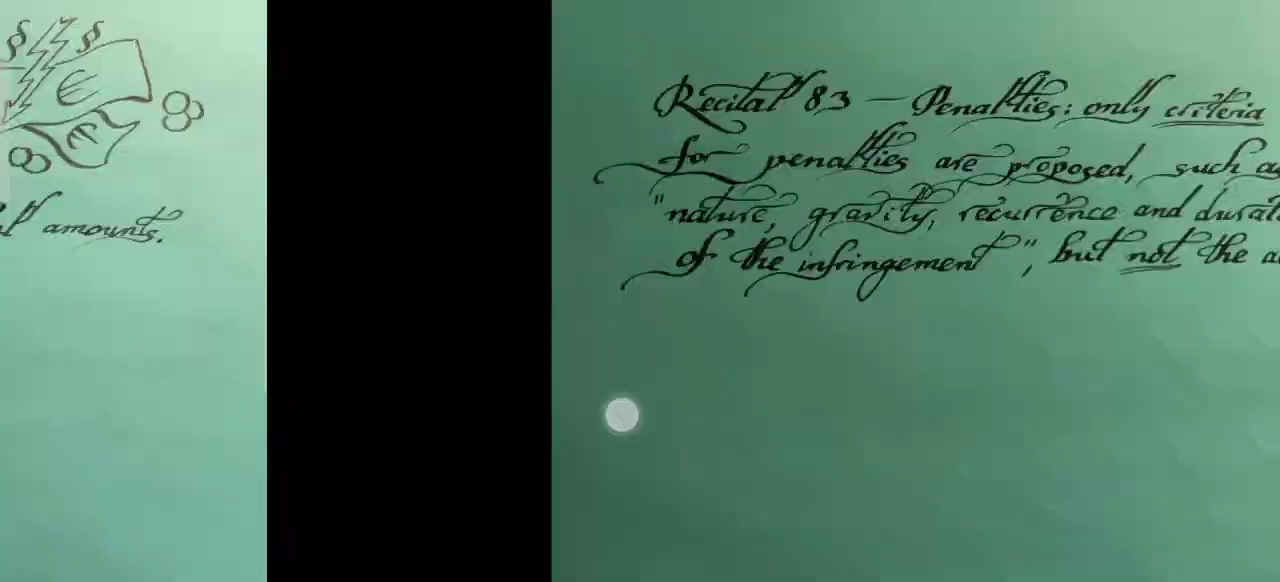 § §
€
€
amounts.
Recital 83 — Penalties: only criteria
for penalties are proposed, such as
"nature, gravity, recurrence and
of the infringement", but not the